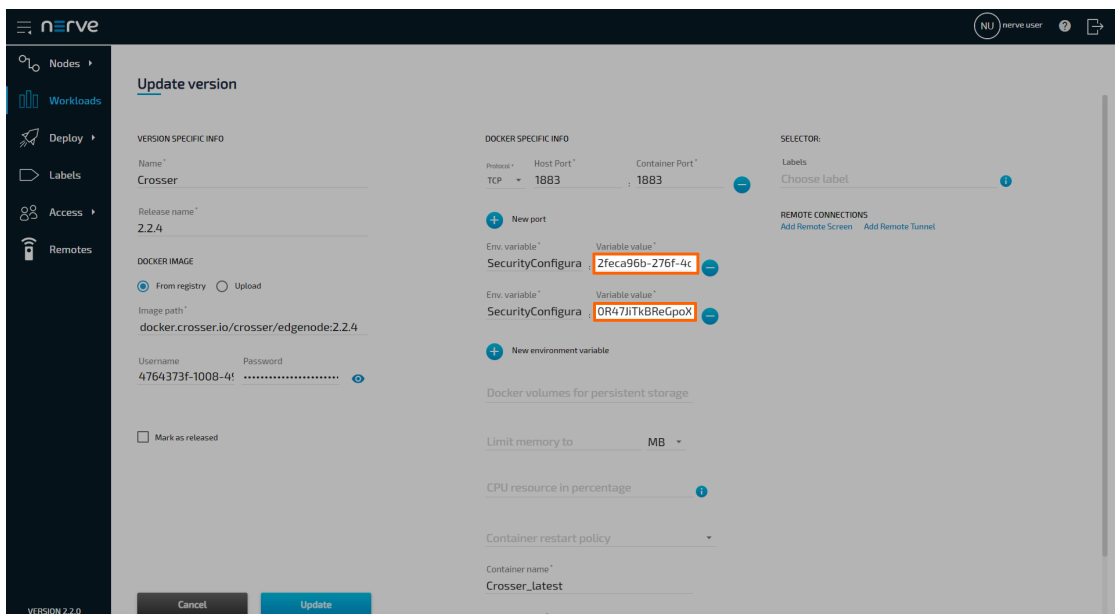 nerve
NU nerve user ?
Nodes
Workloads
Deploy
Labels
Access
Remotes
VERSION 2.2.0
Update version
VERSION SPECIFIC INFO
Name*
Crosser
Release name*
2.2.4
DOCKER IMAGE
From registry Upload
Image path*
docker.crosser.io/crosser/edgenode:2.2.4
Username Password
4764373f-1008-49 ••••••••••••••••••••••
Mark as released
Cancel Update
DOCKER SPECIFIC INFO
Protocol* Host Port* Container Port*
TCP 1883 : 1883
New port
Env. variable* Variable value*
SecurityConfigura : 2feca96b-276f-4c
Env. variable* Variable value*
SecurityConfigura : 0R47JiTkBReGpoX
New environment variable
Docker volumes for persistent storage
Limit memory to MB
CPU resource in percentage
Container restart policy
Container name*
Crosser_latest
SELECTOR:
Labels
Choose label
REMOTE CONNECTIONS
Add Remote Screen Add Remote Tunnel